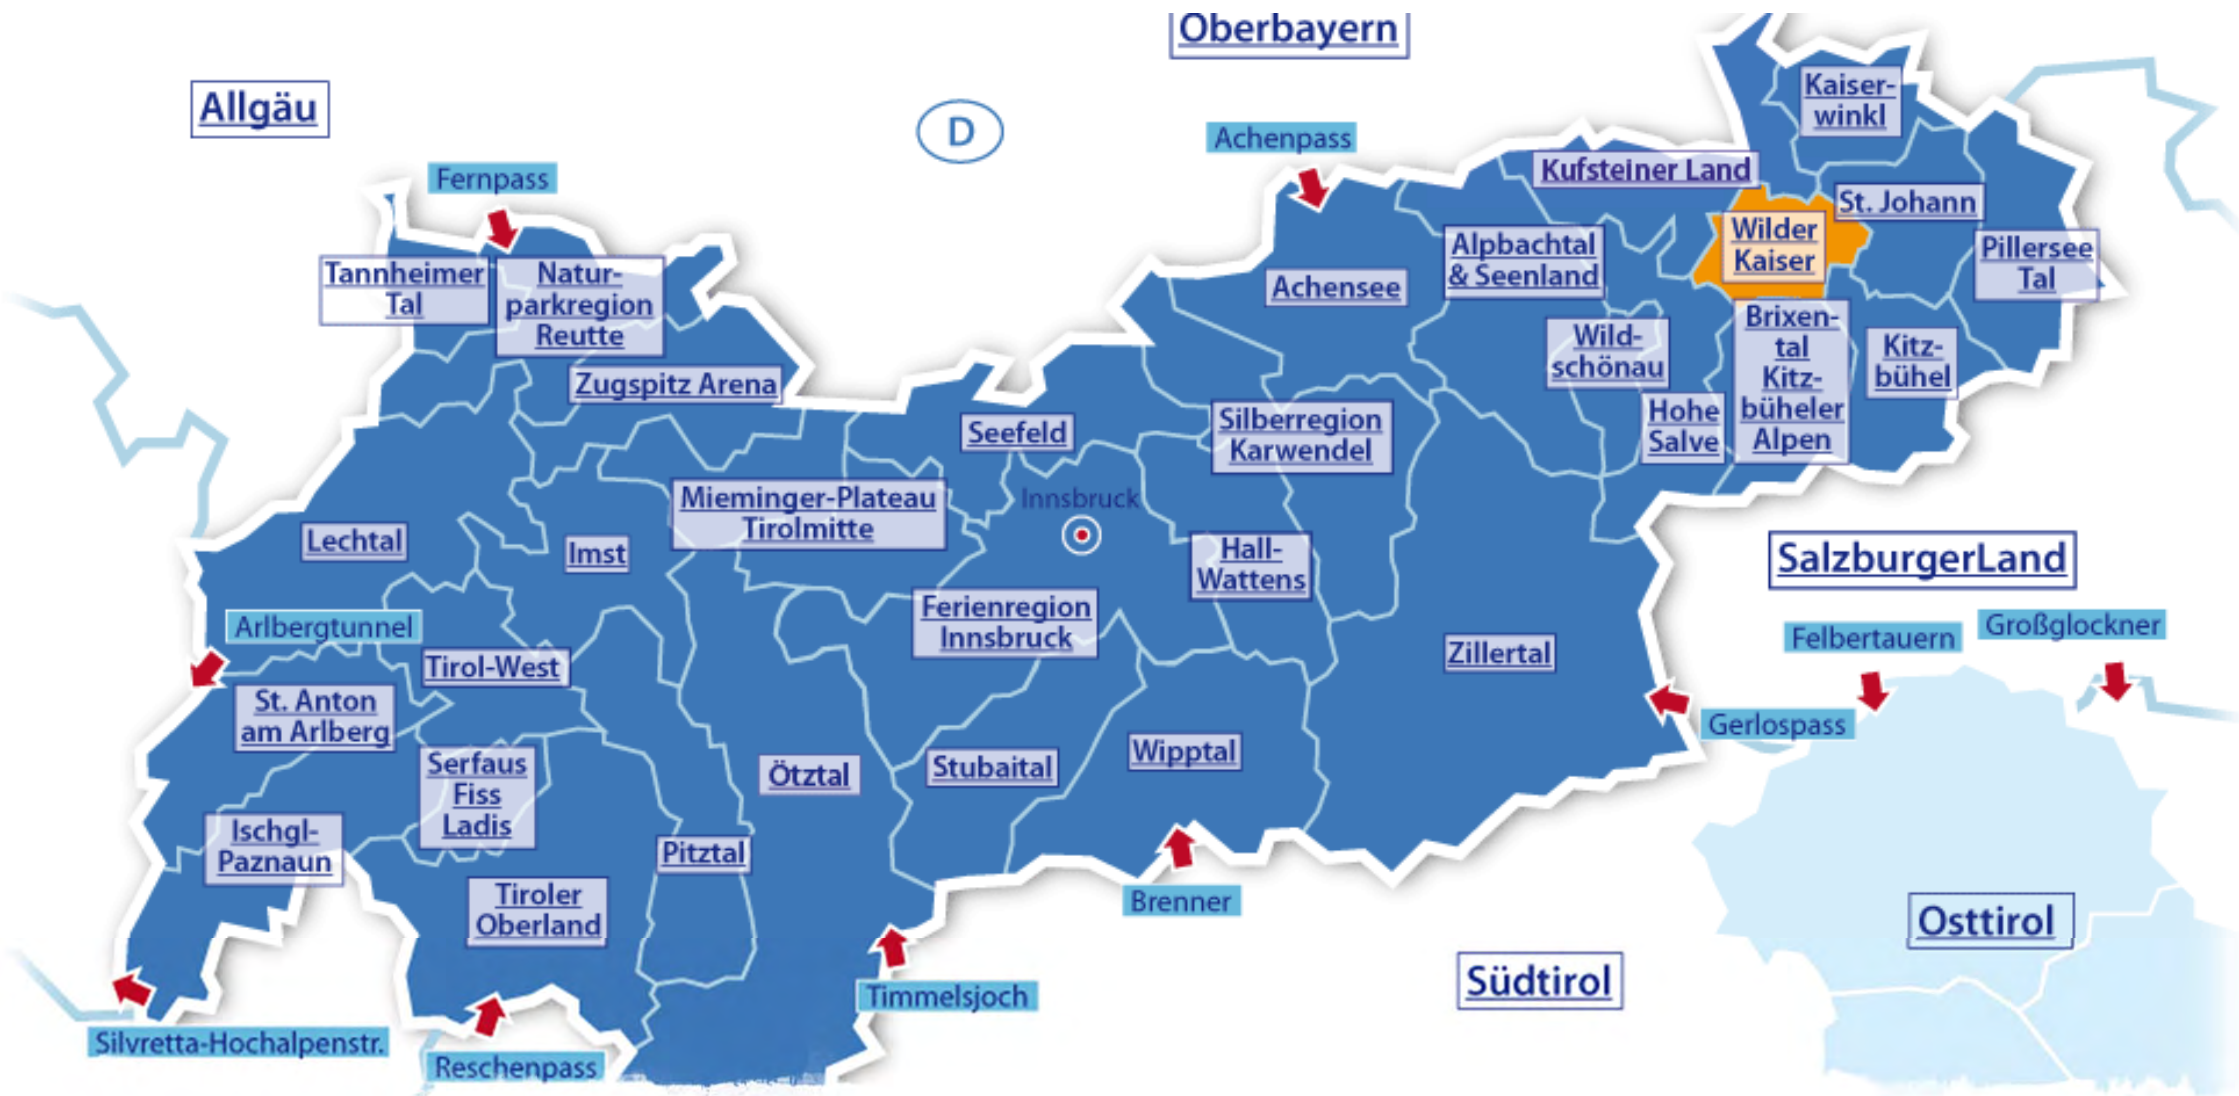 Oberbayern
Allgäu
D
Kaiser-
winkl
Achenpass
Fernpass
Kufsteiner Land
St. Johann
Wilder
Kaiser
Alpbachtal
& Seenland
Pillersee
Tal
Tannheimer
Tal
Natur-
parkregion
Reutte
Achensee
Brixen-
tal
Kitz-
büheler
Alpen
Wild-
schönau
Kitz-
bühel
Zugspitz Arena
Hohe
Salve
Seefeld
Silberregion
Karwendel
Mieminger-Plateau
Tirolmitte
Innsbruck
Lechtal
Imst
Hall-
Wattens
SalzburgerLand
Ferienregion
Innsbruck
Arlbergtunnel
Felbertauern
Großglockner
Tirol-West
Zillertal
St. Anton
am Arlberg
Gerlospass
Serfaus
Fiss
Ladis
Ötztal
Stubaital
Wipptal
Ischgl-
Paznaun
Pitztal
Tiroler
Oberland
Brenner
Osttirol
Südtirol
Timmelsjoch
Silvretta-Hochalpenstr.
Reschenpass